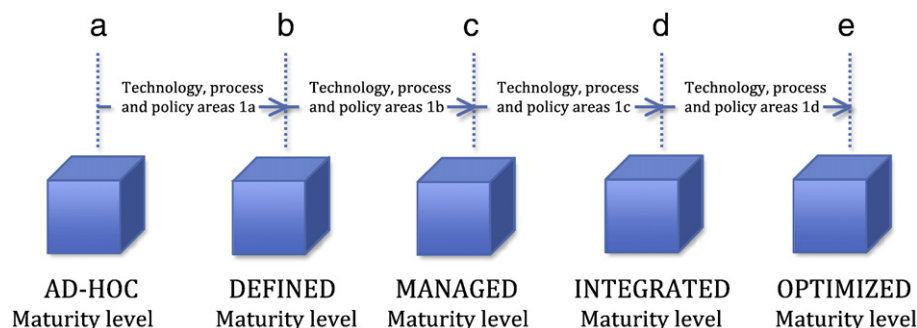 a b c d e
Technology, process Technology, process Technology, process Technology, process
and policy areas 1a and policy areas 1b and policy areas 1c and policy areas 1d
AD-HOC DEFINED MANAGED INTEGRATED OPTIMIZED
Maturity level Maturity level Maturity level Maturity level Maturity level